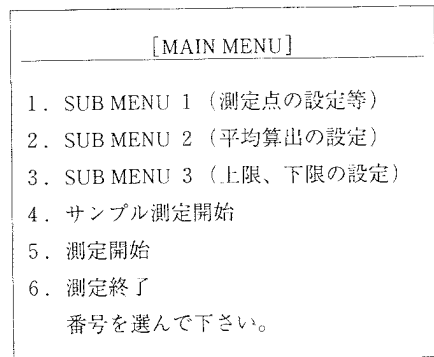 [MAIN MENU]
1. SUB MENU 1 (測定点の設定等)
2. SUB MENU 2 (平均算出の設定)
3. SUB MENU 3 (上限、下限の設定)
4. サンプル測定開始
5. 測定開始
6. 測定終了
番号を選んで下さい。